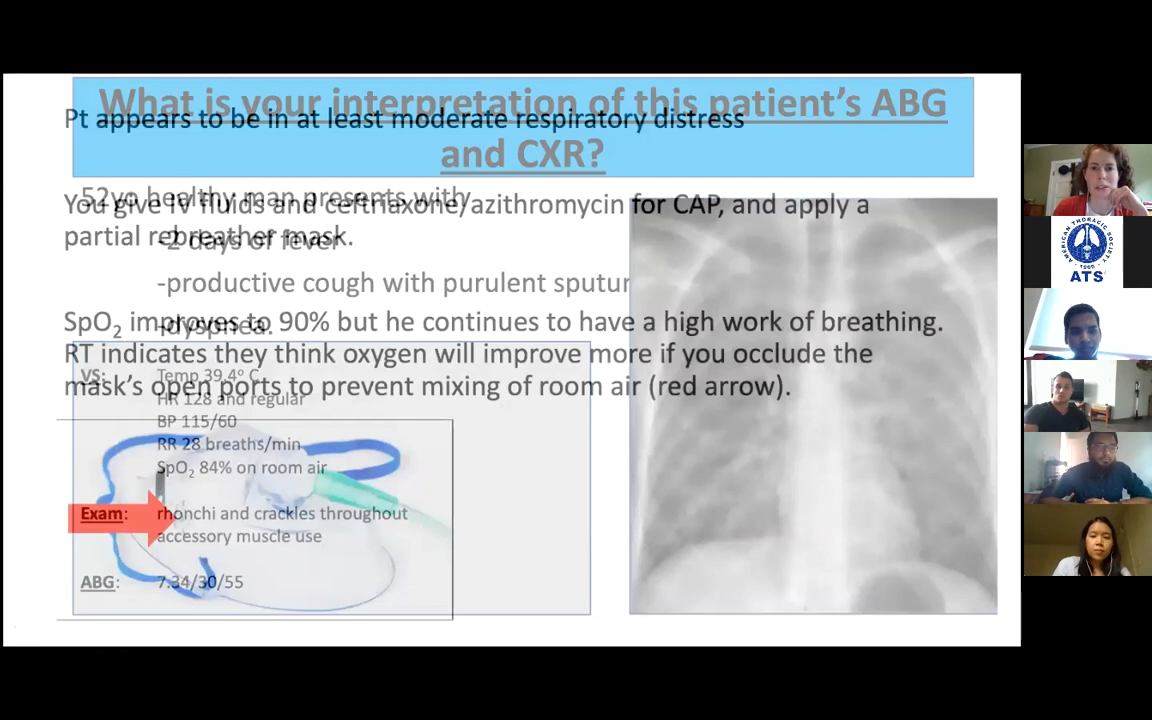 What is your interpretation of this patient's ABG
and CXR?
Pt appears to be in at least moderate respiratory distress
52yo healthy man presents with
-2 days of fever
-productive cough with purulent sputum
-dyspnea.
You give IV fluids and ceftriaxone/azithromycin for CAP, and apply a
partial rebreather mask.
SpO₂ improves to 90% but he continues to have a high work of breathing.
RT indicates they think oxygen will improve more if you occlude the
mask's open ports to prevent mixing of room air (red arrow).
VS: Temp 39.4° C
HR 128 and regular
BP 115/60
RR 28 breaths/min
SpO₂ 84% on room air
Exam: rhonchi and crackles throughout
accessory muscle use
ABG: 7.34/30/55
AMERICAN THORACIC SOCIETY
1905
ATS